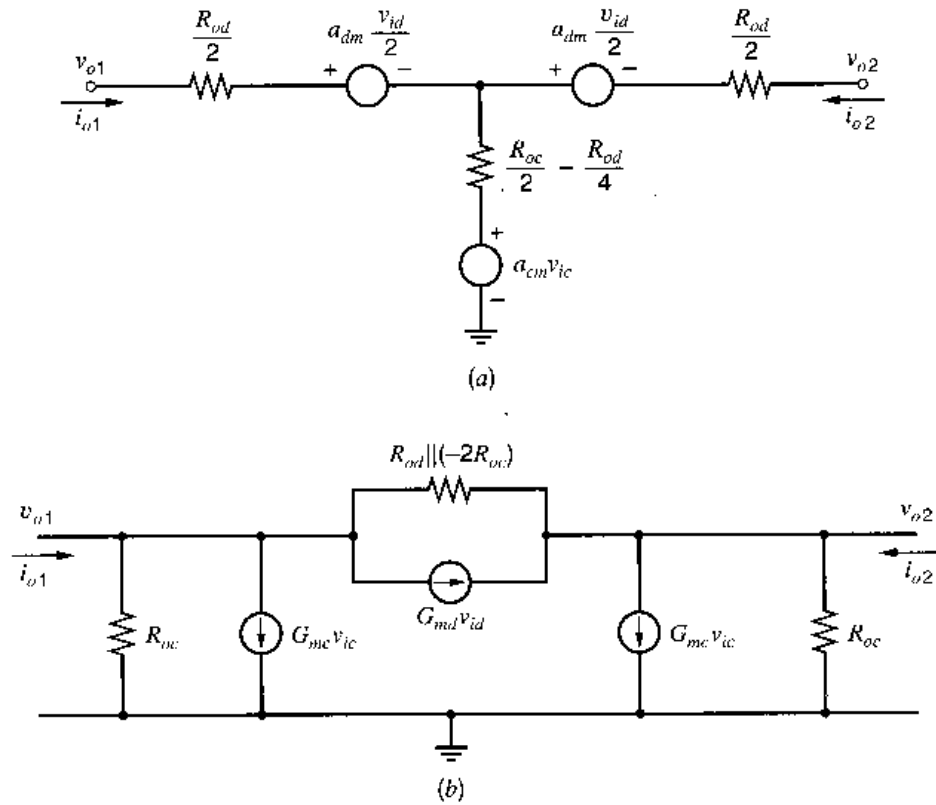 R_od/2
a_dm v_id/2
a_dm v_id/2
R_od/2
v_o1
+ −
+ −
v_o2
i_o1
i_o2
R_oc/2 − R_od/4
+
a_cm v_ic
−
(a)
R_od||(−2R_oc)
v_o1
v_o2
i_o1
i_o2
G_md v_id
R_oc
G_mc v_ic
G_mc v_ic
R_oc
(b)